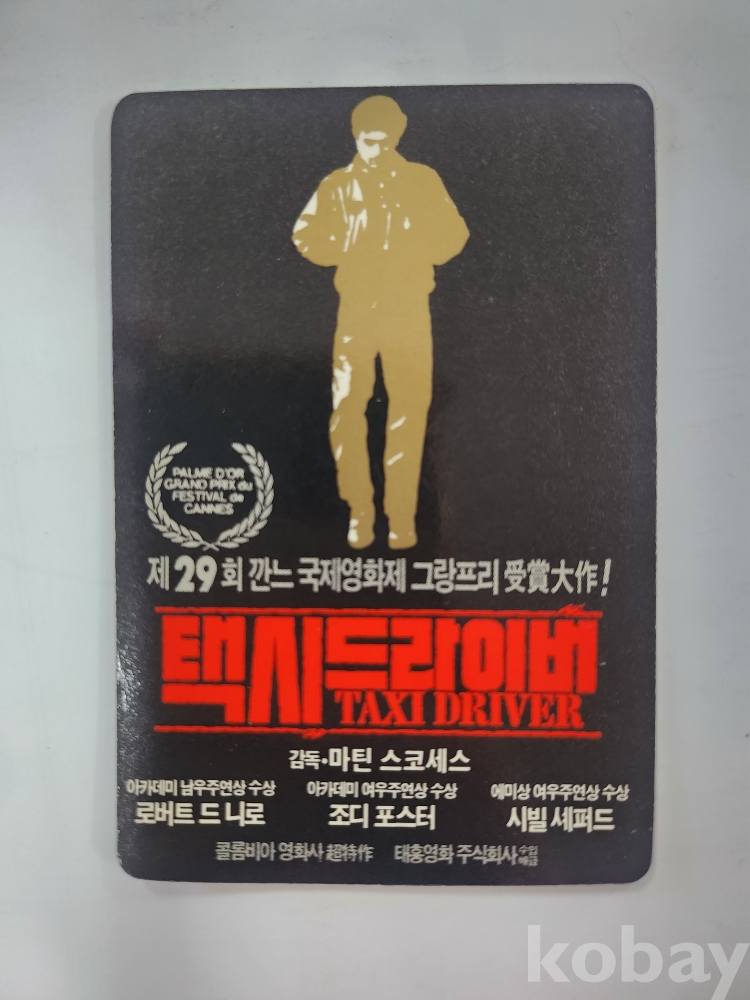 PALME D'OR
GRAND PRIX du
FESTIVAL de
CANNES
제 29 회 깐느 국제영화제 그랑프리 受賞大作!
택시드라이버
TAXI DRIVER
감독·마틴 스코세스
아카데미 남우주연상 수상
로버트 드 니로
아카데미 여우주연상 수상
조디 포스터
에미상 여우주연상 수상
시빌 세퍼드
콜롬비아 영화사 超特作 태흥영화 주식회사 수입 배급
kobay